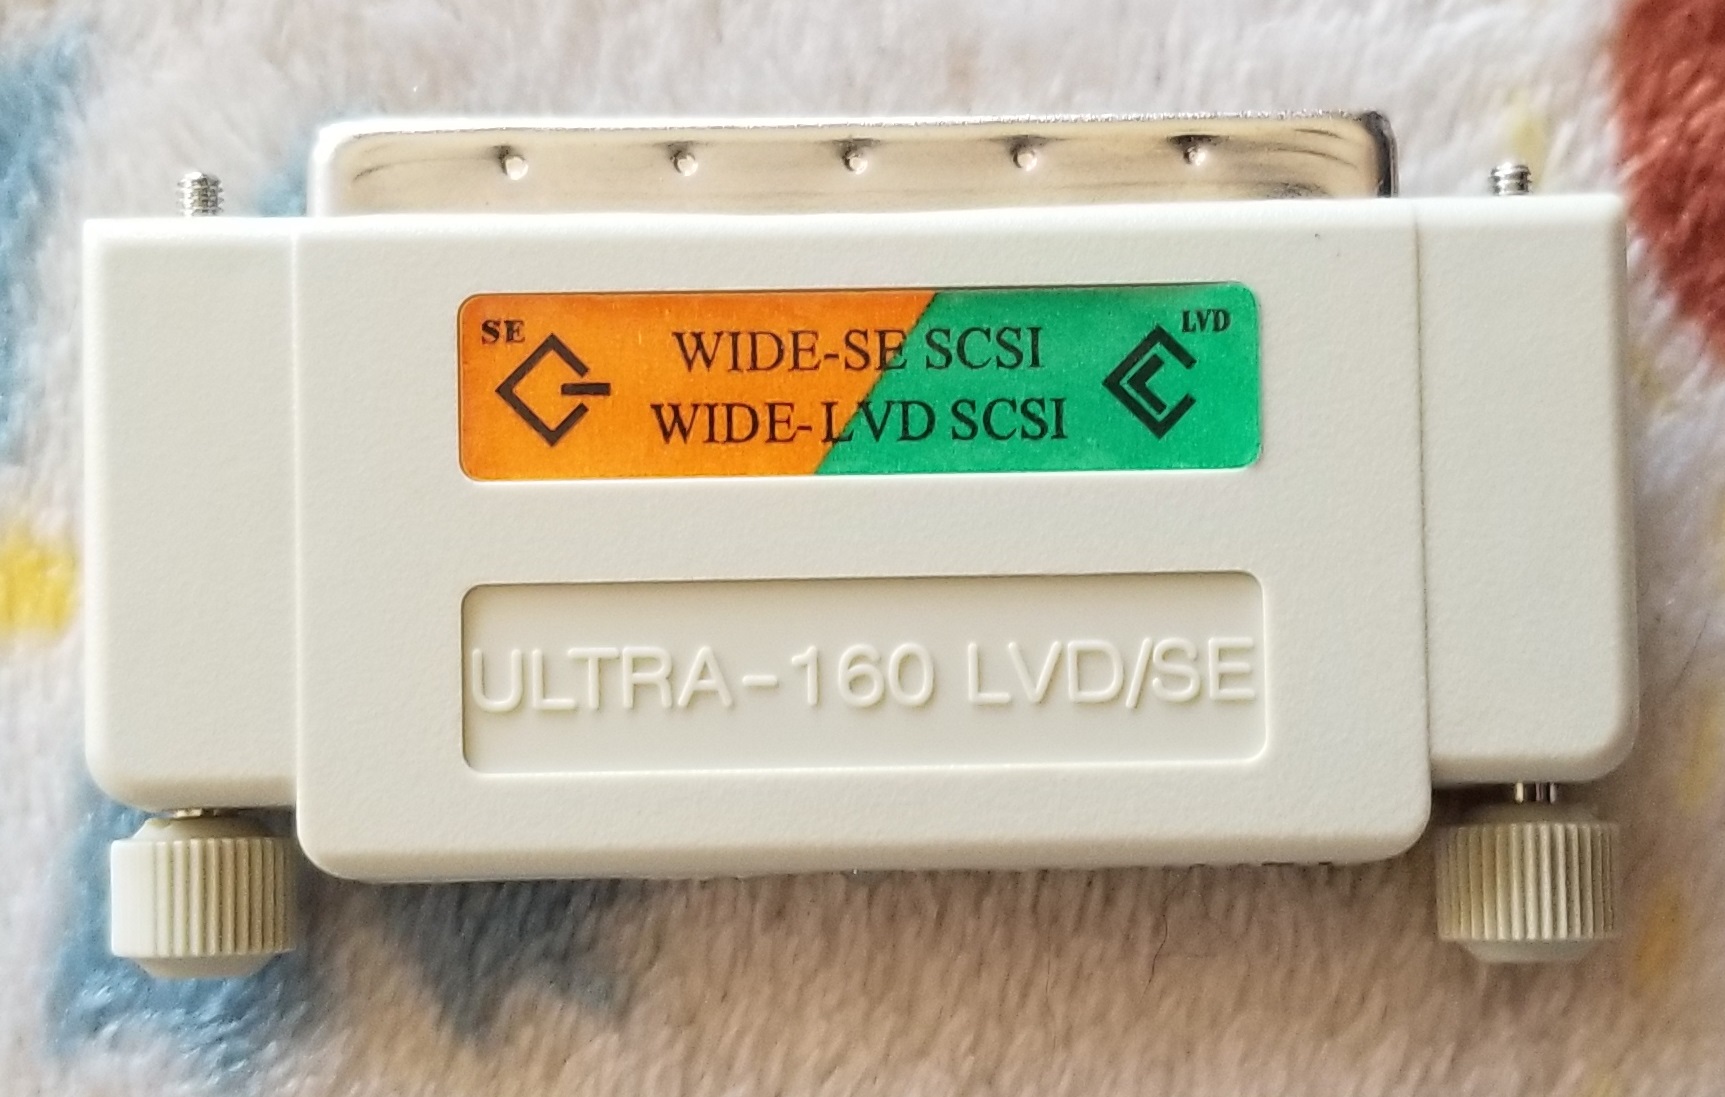 SE
LVD
WIDE-SE SCSI
WIDE-LVD SCSI
ULTRA-160 LVD/SE